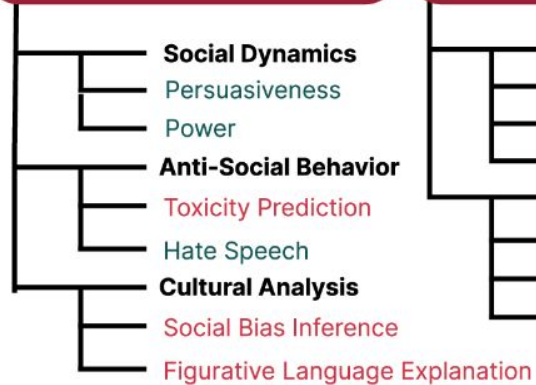 Social Dynamics
Persuasiveness
Power
Anti-Social Behavior
Toxicity Prediction
Hate Speech
Cultural Analysis
Social Bias Inference
Figurative Language Explanation